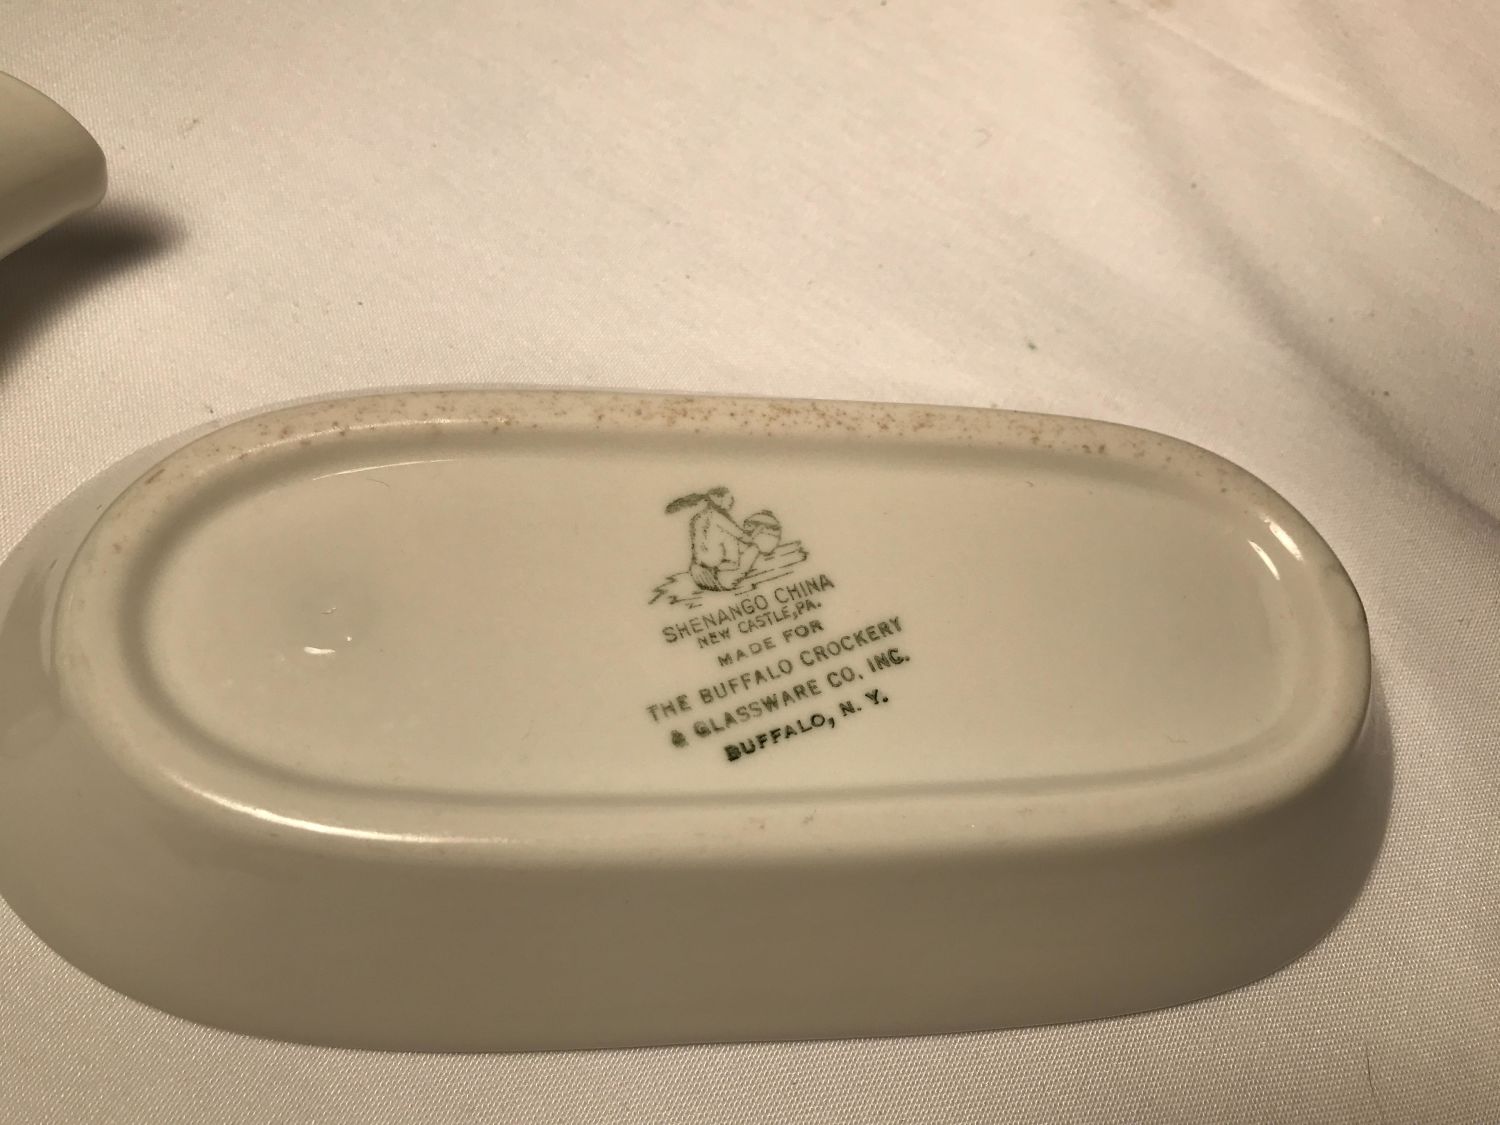 SHENANGO CHINA
NEW CASTLE, PA.
MADE FOR
THE BUFFALO CROCKERY
& GLASSWARE CO. INC.
BUFFALO, N. Y.